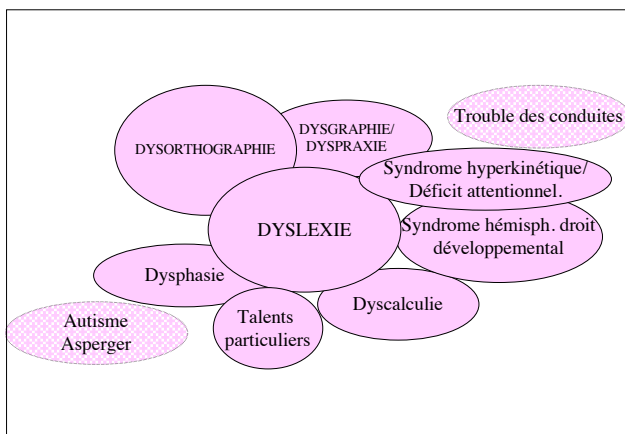 Trouble des conduites
DYSORTHOGRAPHIE
DYSGRAPHIE/
DYSPRAXIE
Syndrome hyperkinétique/
Déficit attentionnel.
DYSLEXIE
Syndrome hémisph. droit
développemental
Dysphasie
Dyscalculie
Talents
particuliers
Autisme
Asperger